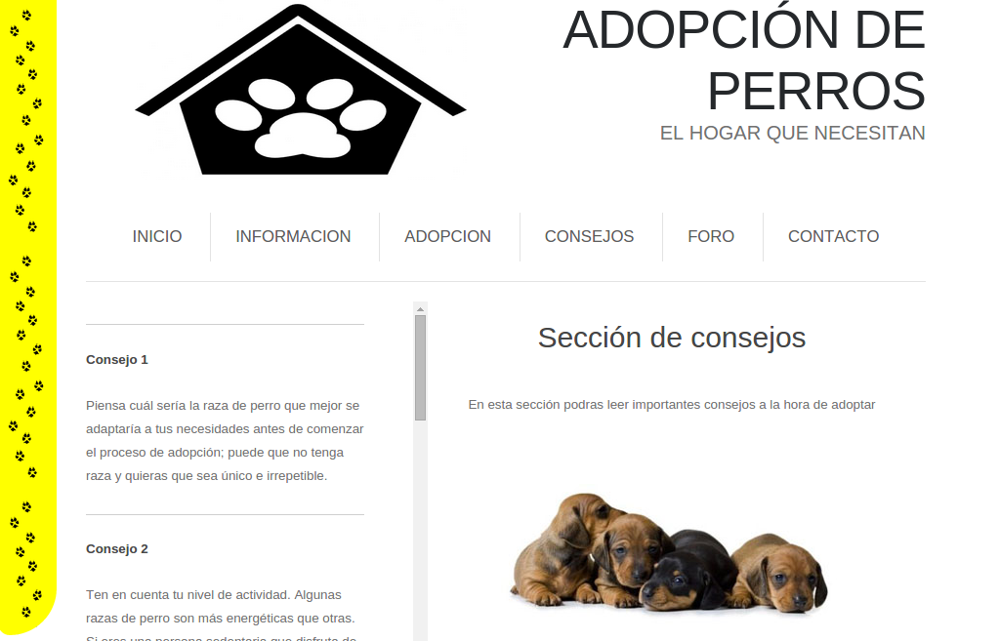 ADOPCIÓN DE
PERROS
EL HOGAR QUE NECESITAN
INICIO INFORMACION ADOPCION CONSEJOS FORO CONTACTO
Consejo 1
Piensa cuál sería la raza de perro que mejor se
adaptaría a tus necesidades antes de comenzar
el proceso de adopción; puede que no tenga
raza y quieras que sea único e irrepetible.
Consejo 2
Ten en cuenta tu nivel de actividad. Algunas
razas de perro son más energéticas que otras.
Si eres una persona sedentaria que disfruta de
Sección de consejos
En esta sección podras leer importantes consejos a la hora de adoptar